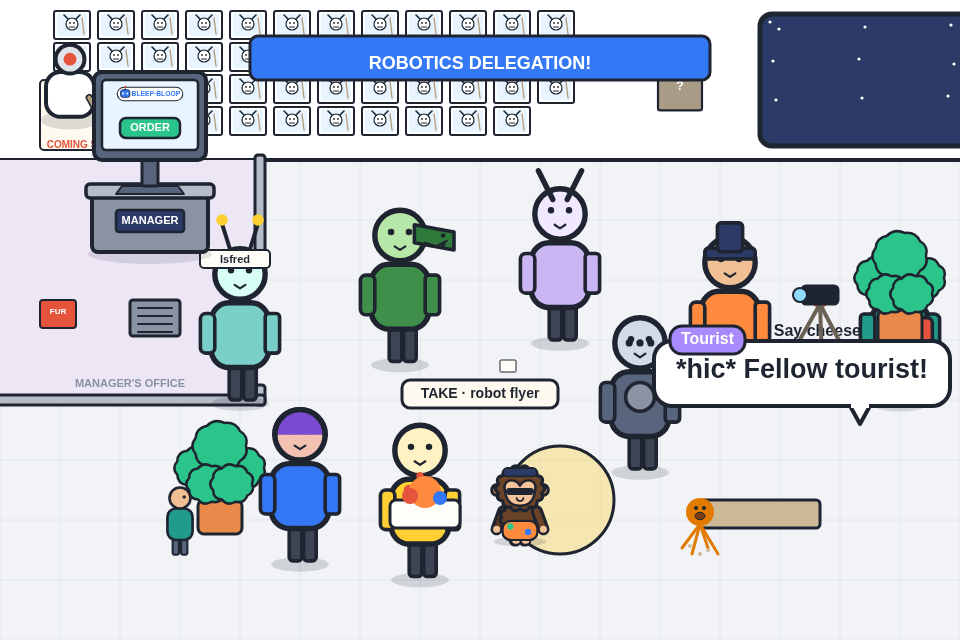 ROBOTICS DELEGATION!
?
BLEEP·BLOOP
ORDER
COMING
MANAGER
Isfred
FUR
Say cheese
Tourist
*hic* Fellow tourist!
MANAGER'S OFFICE
TAKE · robot flyer